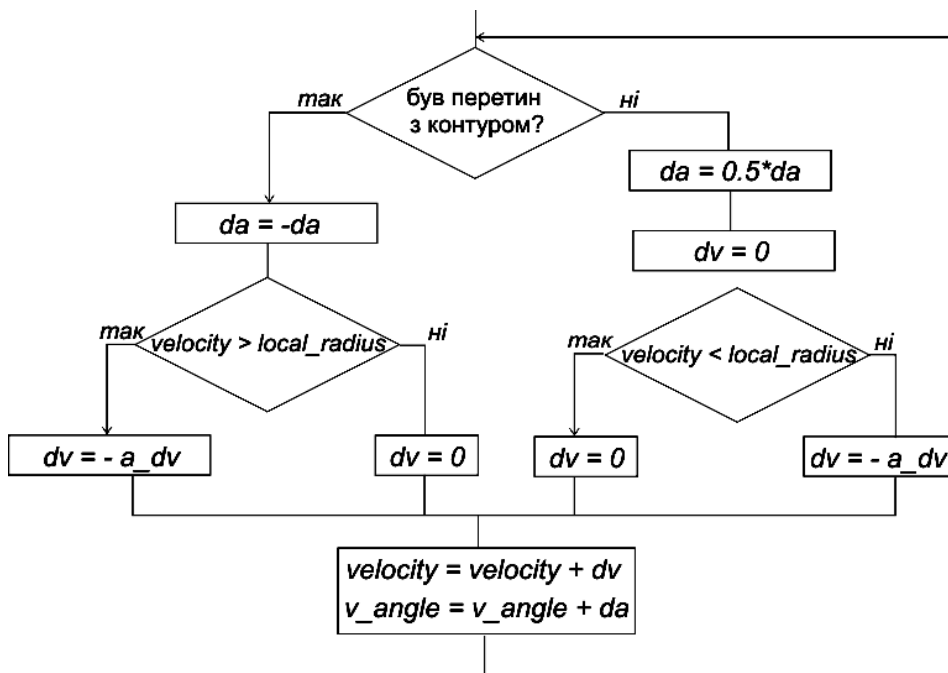 був перетин
з контуром?
так
ні
da = 0.5*da
da = -da
dv = 0
так
velocity > local_radius
ні
так
velocity < local_radius
ні
dv = - a_dv
dv = 0
dv = 0
dv = - a_dv
velocity = velocity + dv
v_angle = v_angle + da